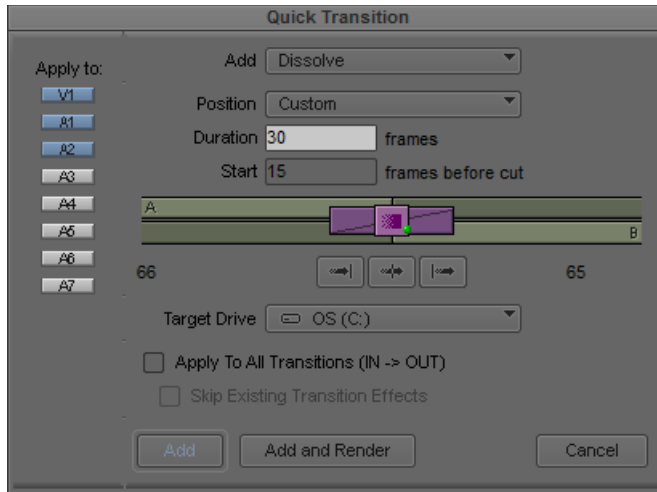 Quick Transition
Apply to:
V1
A1
A2
A3
A4
A5
A6
A7
Add Dissolve
Position Custom
Duration 30 frames
Start 15 frames before cut
A
B
66 65
Target Drive OS (C:)
Apply To All Transitions (IN -> OUT)
Skip Existing Transition Effects
Add Add and Render Cancel